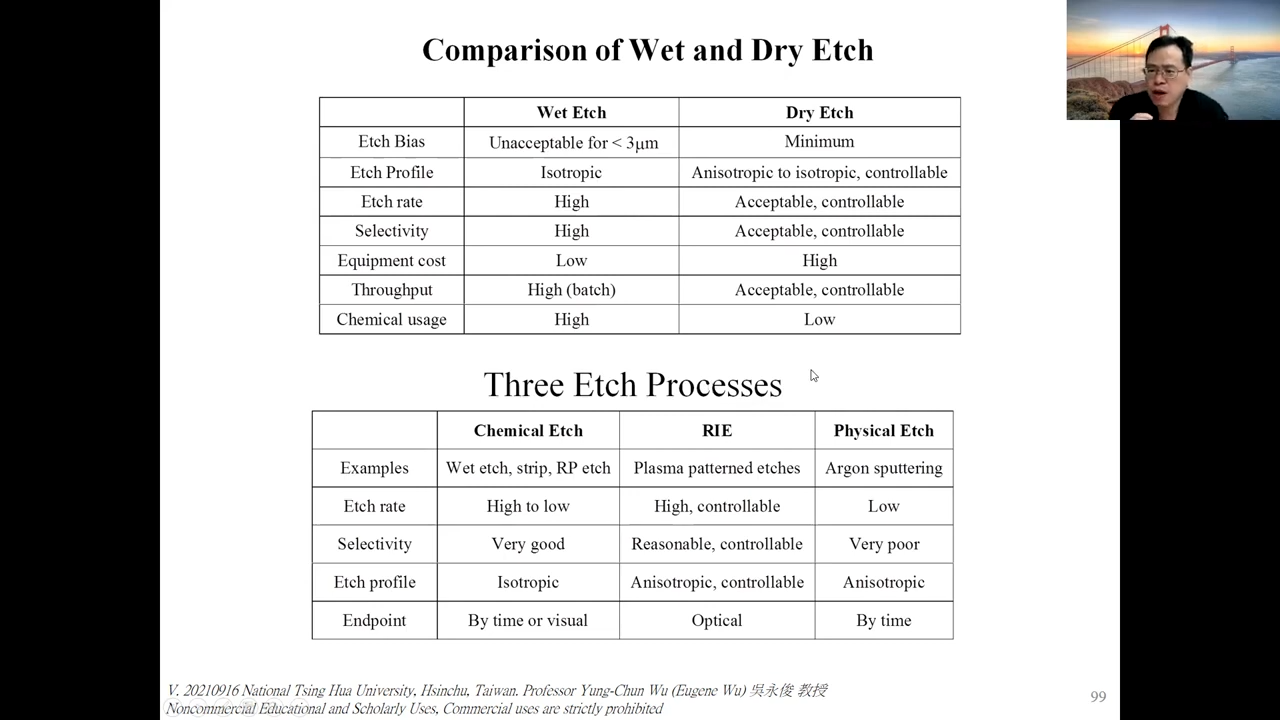 Comparison of Wet and Dry Etch
Wet Etch Dry Etch
Etch Bias Unacceptable for < 3μm Minimum
Etch Profile Isotropic Anisotropic to isotropic, controllable
Etch rate High Acceptable, controllable
Selectivity High Acceptable, controllable
Equipment cost Low High
Throughput High (batch) Acceptable, controllable
Chemical usage High Low
Three Etch Processes
Chemical Etch RIE Physical Etch
Examples Wet etch, strip, RP etch Plasma patterned etches Argon sputtering
Etch rate High to low High, controllable Low
Selectivity Very good Reasonable, controllable Very poor
Etch profile Isotropic Anisotropic, controllable Anisotropic
Endpoint By time or visual Optical By time
V. 20210916 National Tsing Hua University, Hsinchu, Taiwan. Professor Yung-Chun Wu (Eugene Wu) 吳永俊 教授
Noncommercial Educational and Scholarly Uses, Commercial uses are strictly prohibited
99